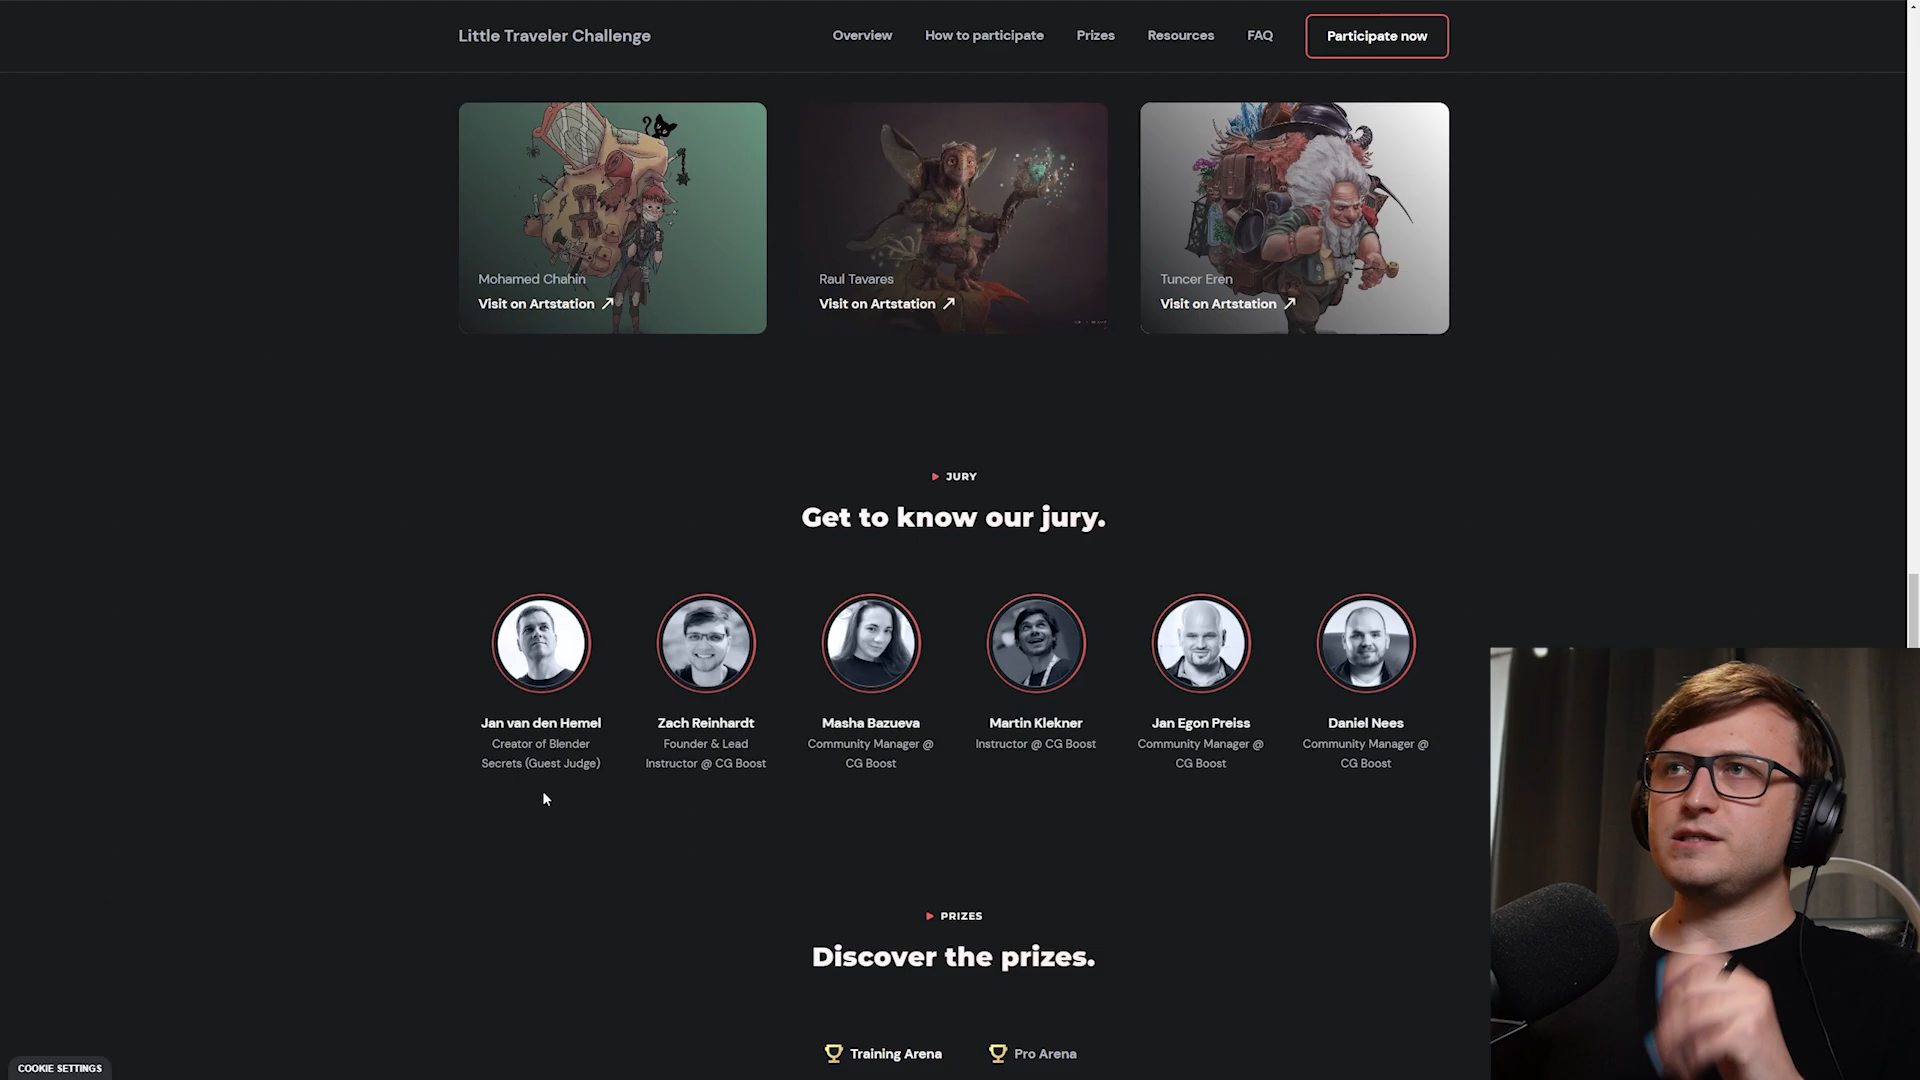 Little Traveler Challenge
Overview
How to participate
Prizes
Resources
FAQ
Participate now
Mohamed Chahin
Visit on Artstation
Raul Tavares
Visit on Artstation
Tuncer Eren
Visit on Artstation
JURY
Get to know our jury.
Jan van den Hemel
Creator of Blender
Secrets (Guest Judge)
Zach Reinhardt
Founder & Lead
Instructor @ CG Boost
Masha Bazueva
Community Manager @
CG Boost
Martin Klekner
Instructor @ CG Boost
Jan Egon Preiss
Community Manager @
CG Boost
Daniel Nees
Community Manager @
CG Boost
PRIZES
Discover the prizes.
Training Arena
Pro Arena
COOKIE SETTINGS